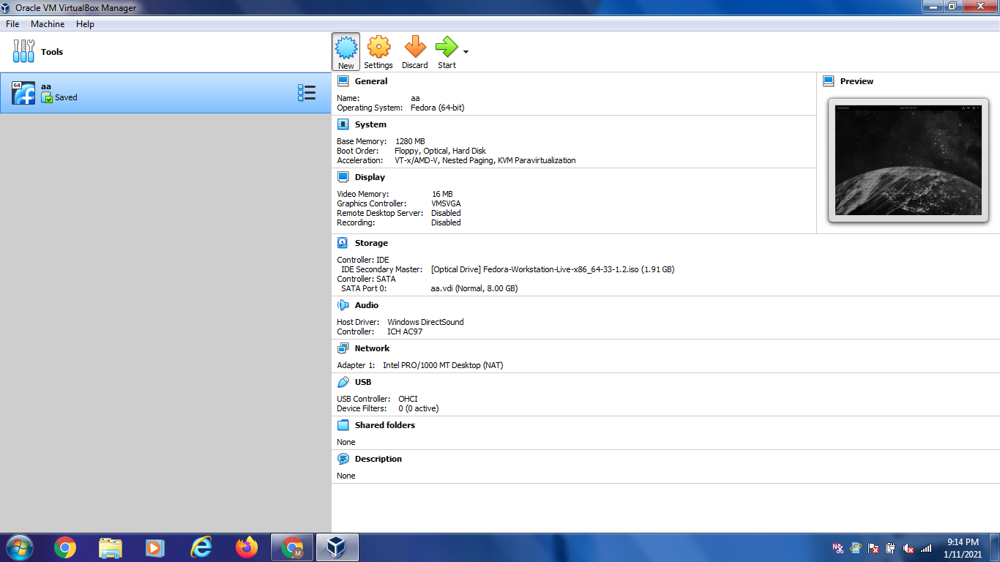 Oracle VM VirtualBox Manager
File Machine Help
Tools
New Settings Discard Start
64
aa
Saved
General
Name: aa
Operating System: Fedora (64-bit)
Preview
System
Base Memory: 1280 MB
Boot Order: Floppy, Optical, Hard Disk
Acceleration: VT-x/AMD-V, Nested Paging, KVM Paravirtualization
Display
Video Memory: 16 MB
Graphics Controller: VMSVGA
Remote Desktop Server: Disabled
Recording: Disabled
Storage
Controller: IDE
IDE Secondary Master: [Optical Drive] Fedora-Workstation-Live-x86_64-33-1.2.iso (1.91 GB)
Controller: SATA
SATA Port 0: aa.vdi (Normal, 8.00 GB)
Audio
Host Driver: Windows DirectSound
Controller: ICH AC97
Network
Adapter 1: Intel PRO/1000 MT Desktop (NAT)
USB
USB Controller: OHCI
Device Filters: 0 (0 active)
Shared folders
None
Description
None
M
9:14 PM
1/11/2021